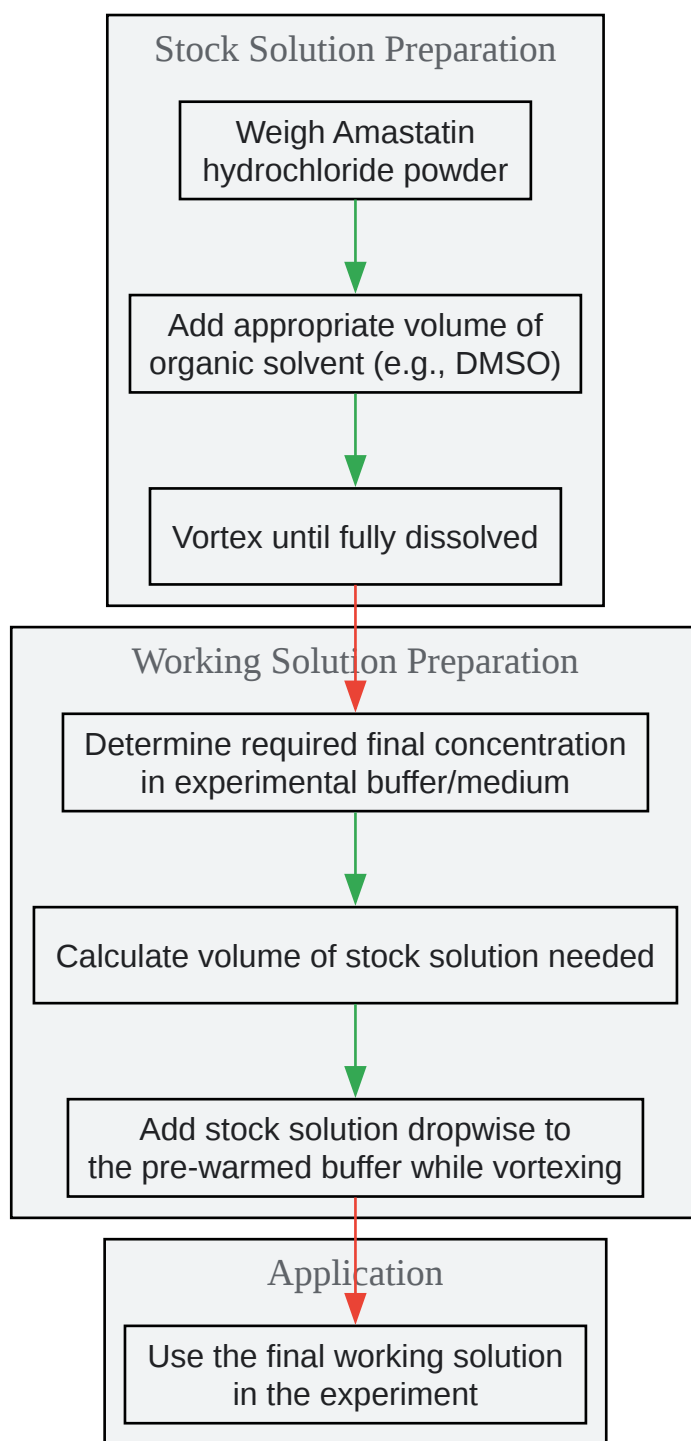 Stock Solution Preparation
Weigh Amastatin
hydrochloride powder
Add appropriate volume of
organic solvent (e.g., DMSO)
Vortex until fully dissolved
Working Solution Preparation
Determine required final concentration
in experimental buffer/medium
Calculate volume of stock solution needed
Add stock solution dropwise to
the pre-warmed buffer while vortexing
Application
Use the final working solution
in the experiment